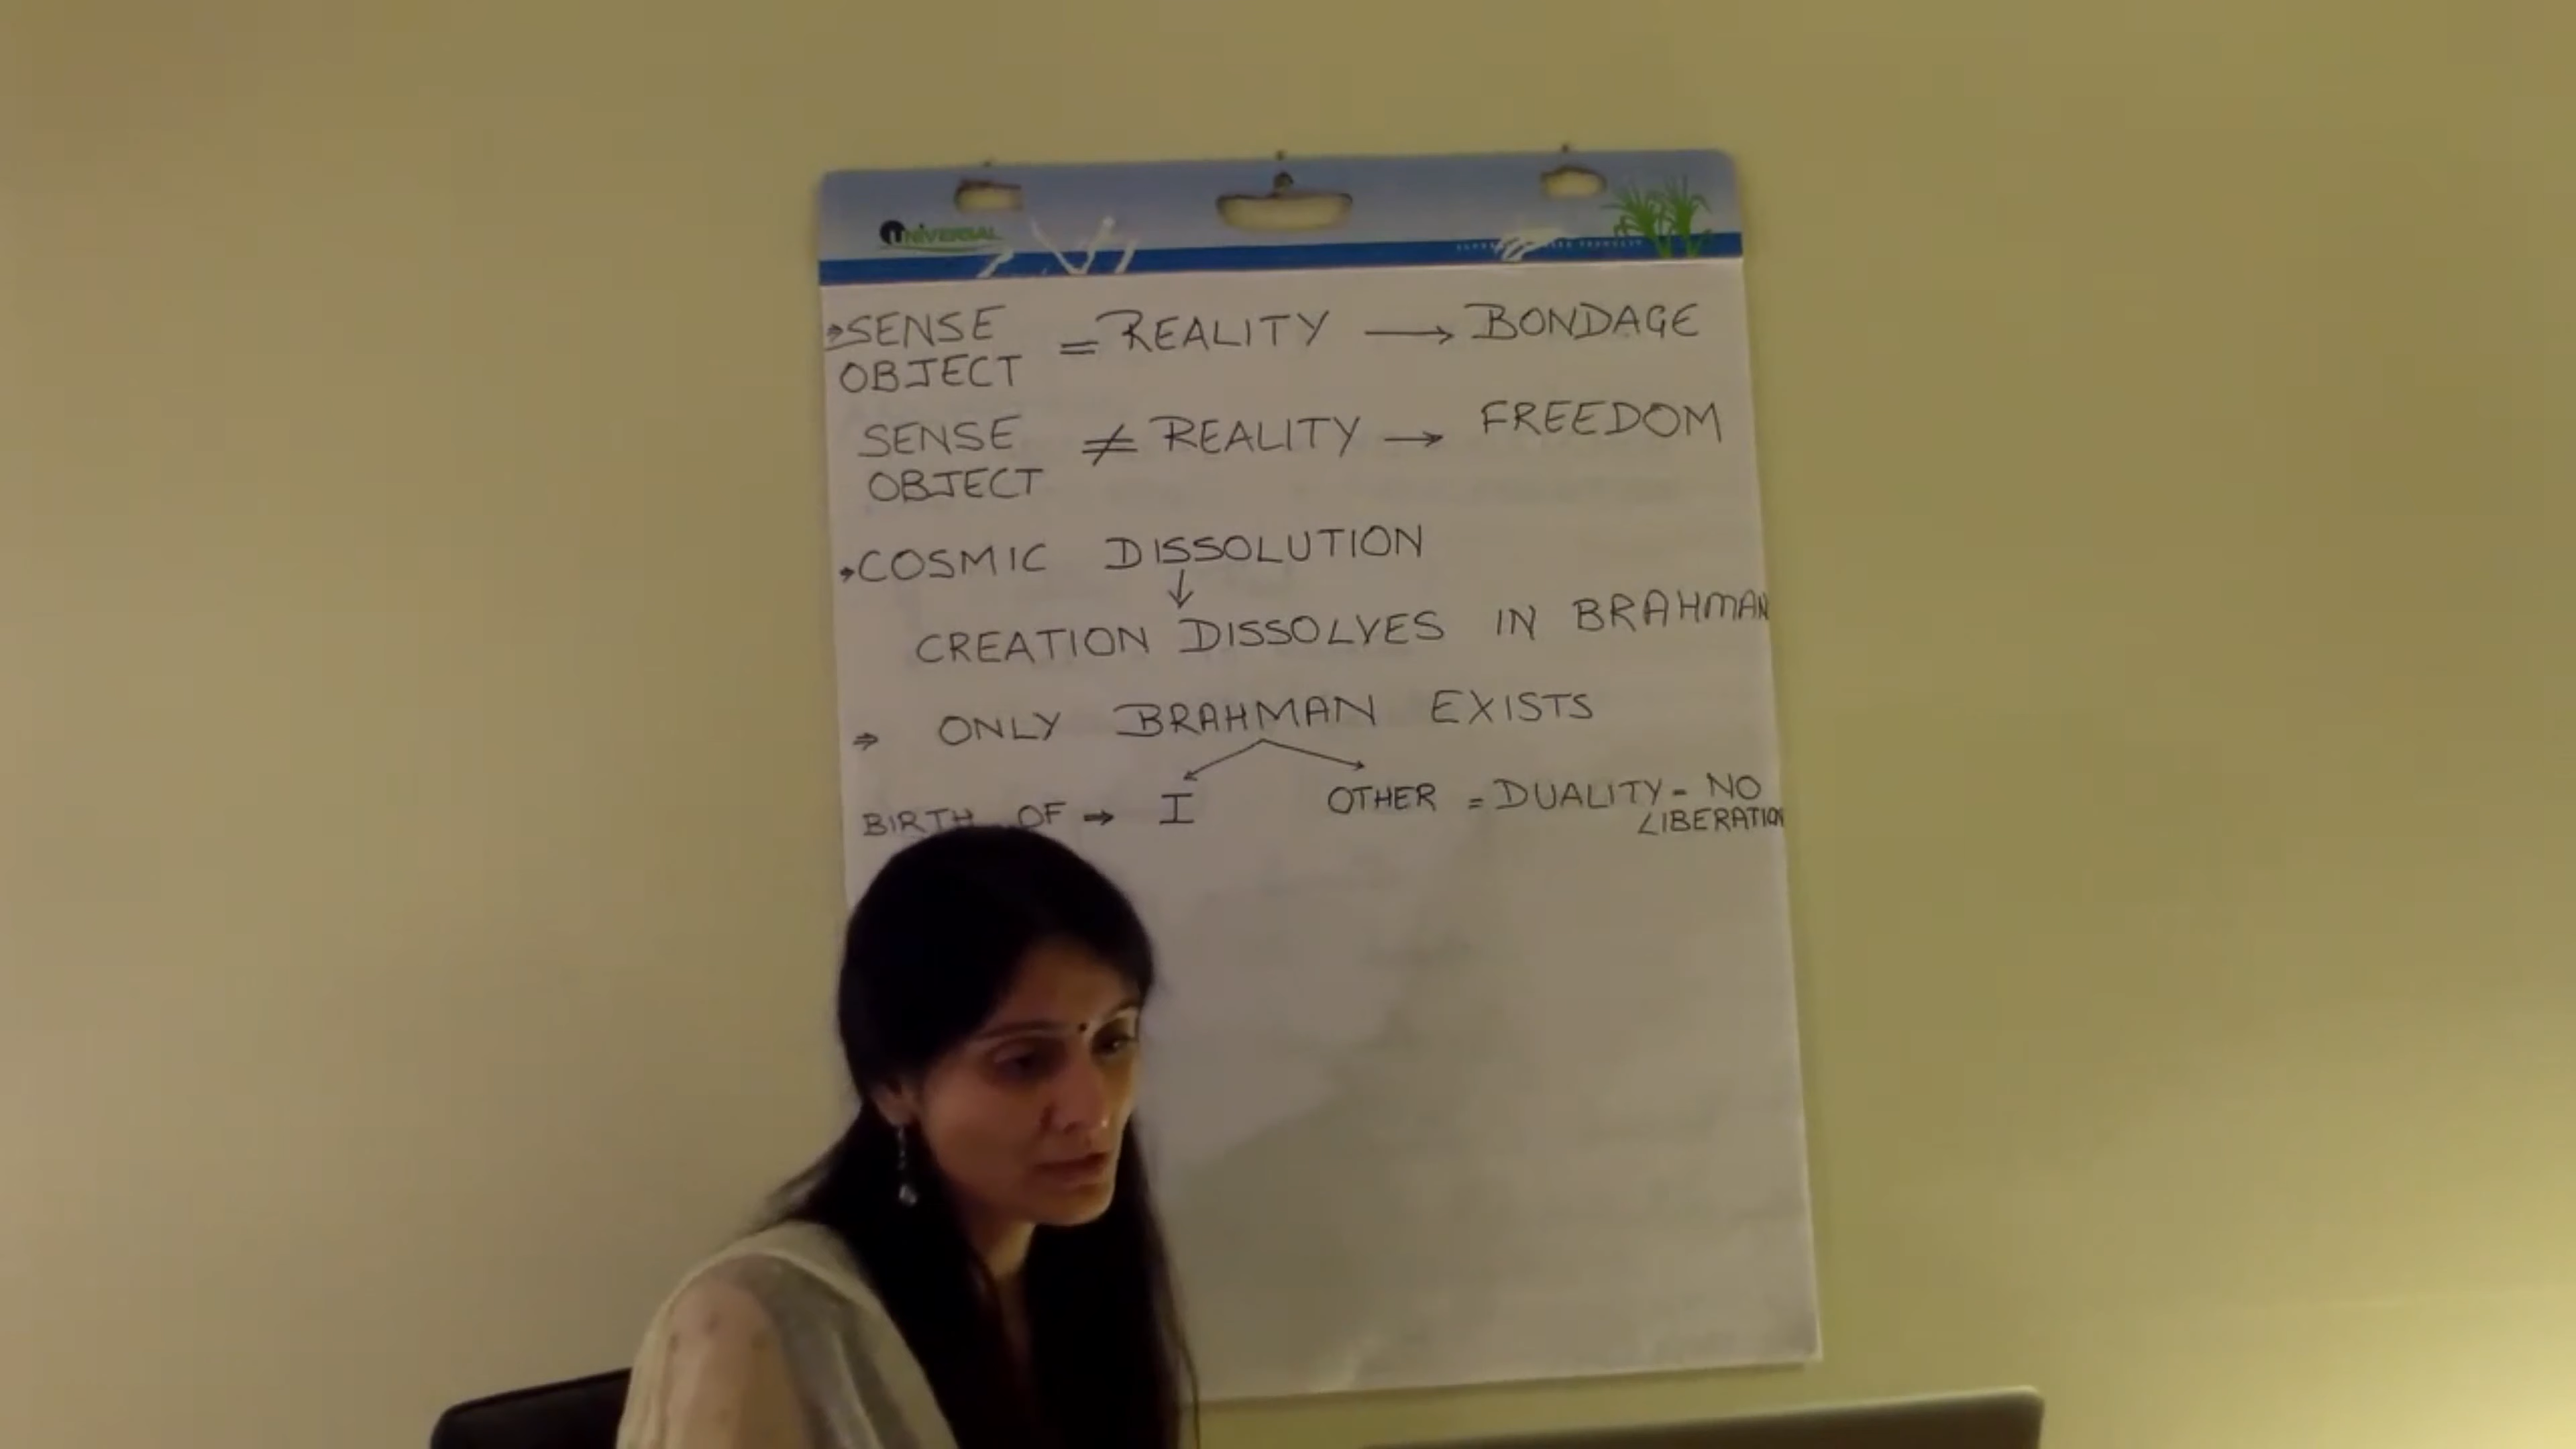 UNIVERSAL
SENSE = REALITY → BONDAGE
OBJECT
SENSE ≠ REALITY → FREEDOM
OBJECT
COSMIC DISSOLUTION
↓
CREATION DISSOLVES IN BRAHMAN
⇒ ONLY BRAHMAN EXISTS
BIRTH OF ⇒ I OTHER = DUALITY - NO
LIBERATION